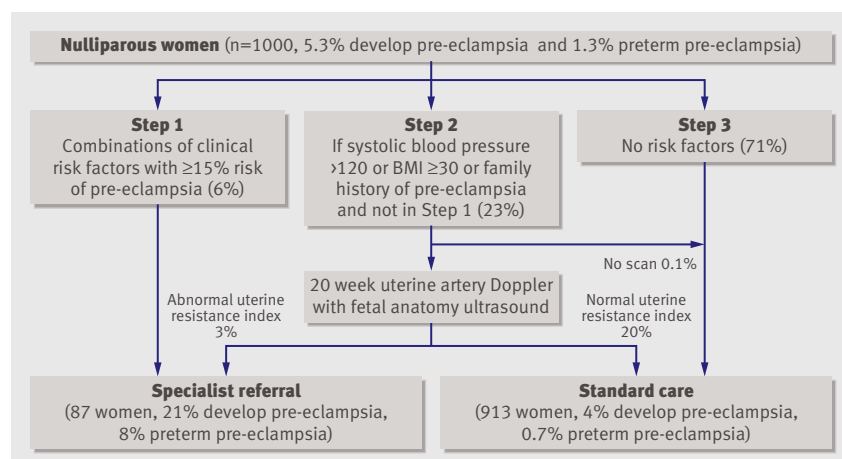 Nulliparous women (n=1000, 5.3% develop pre-eclampsia and 1.3% preterm pre-eclampsia)
Step 1
Combinations of clinical
risk factors with ≥15% risk
of pre-eclampsia (6%)
Step 2
If systolic blood pressure
>120 or BMI ≥30 or family
history of pre-eclampsia
and not in Step 1 (23%)
Step 3
No risk factors (71%)
No scan 0.1%
20 week uterine artery Doppler
with fetal anatomy ultrasound
Abnormal uterine
resistance index
3%
Normal uterine
resistance index
20%
Specialist referral
(87 women, 21% develop pre-eclampsia,
8% preterm pre-eclampsia)
Standard care
(913 women, 4% develop pre-eclampsia,
0.7% preterm pre-eclampsia)